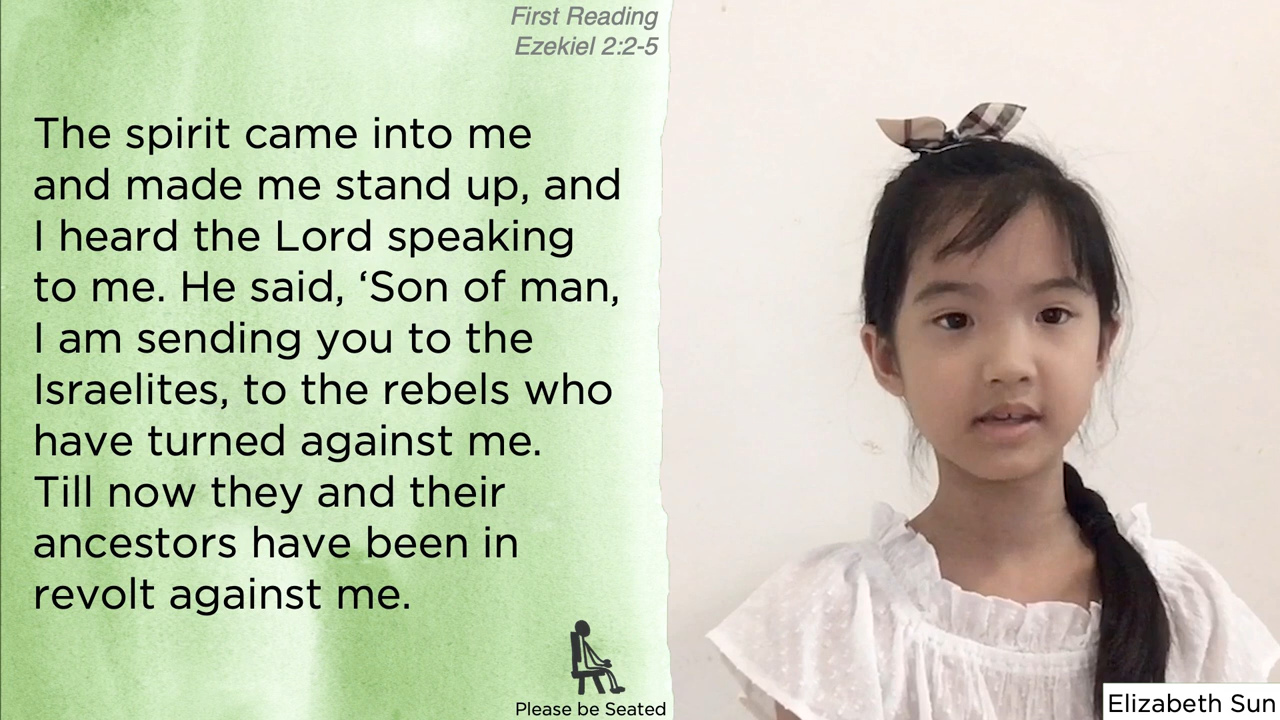 First Reading
Ezekiel 2:2-5
The spirit came into me
and made me stand up, and
I heard the Lord speaking
to me. He said, ‘Son of man,
I am sending you to the
Israelites, to the rebels who
have turned against me.
Till now they and their
ancestors have been in
revolt against me.
Please be Seated
Elizabeth Sun